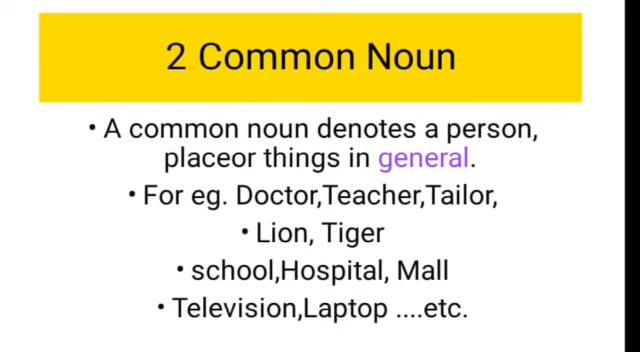 2 Common Noun
• A common noun denotes a person,
placeor things in general.
• For eg. Doctor,Teacher,Tailor,
• Lion, Tiger
• school,Hospital, Mall
• Television,Laptop ....etc.